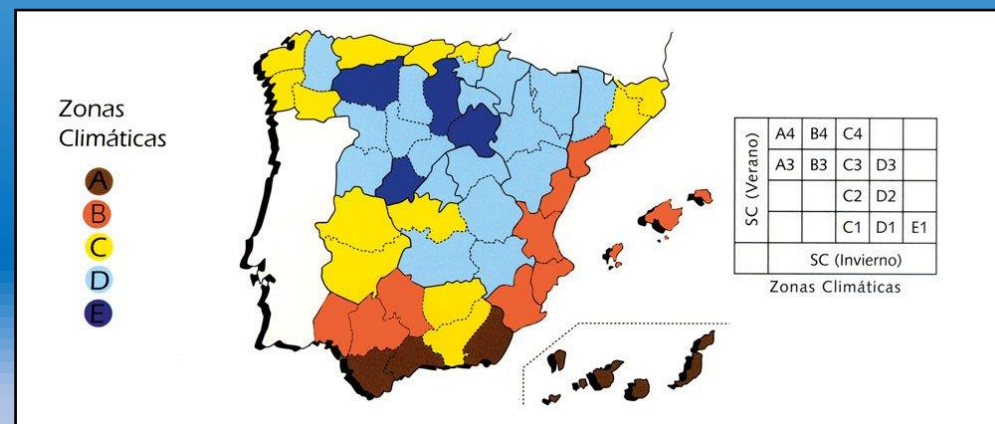 Zonas
Climáticas
A
B
C
D
E
SC (Verano)
A4 B4 C4
A3 B3 C3 D3
C2 D2
C1 D1 E1
SC (Invierno)
Zonas Climáticas